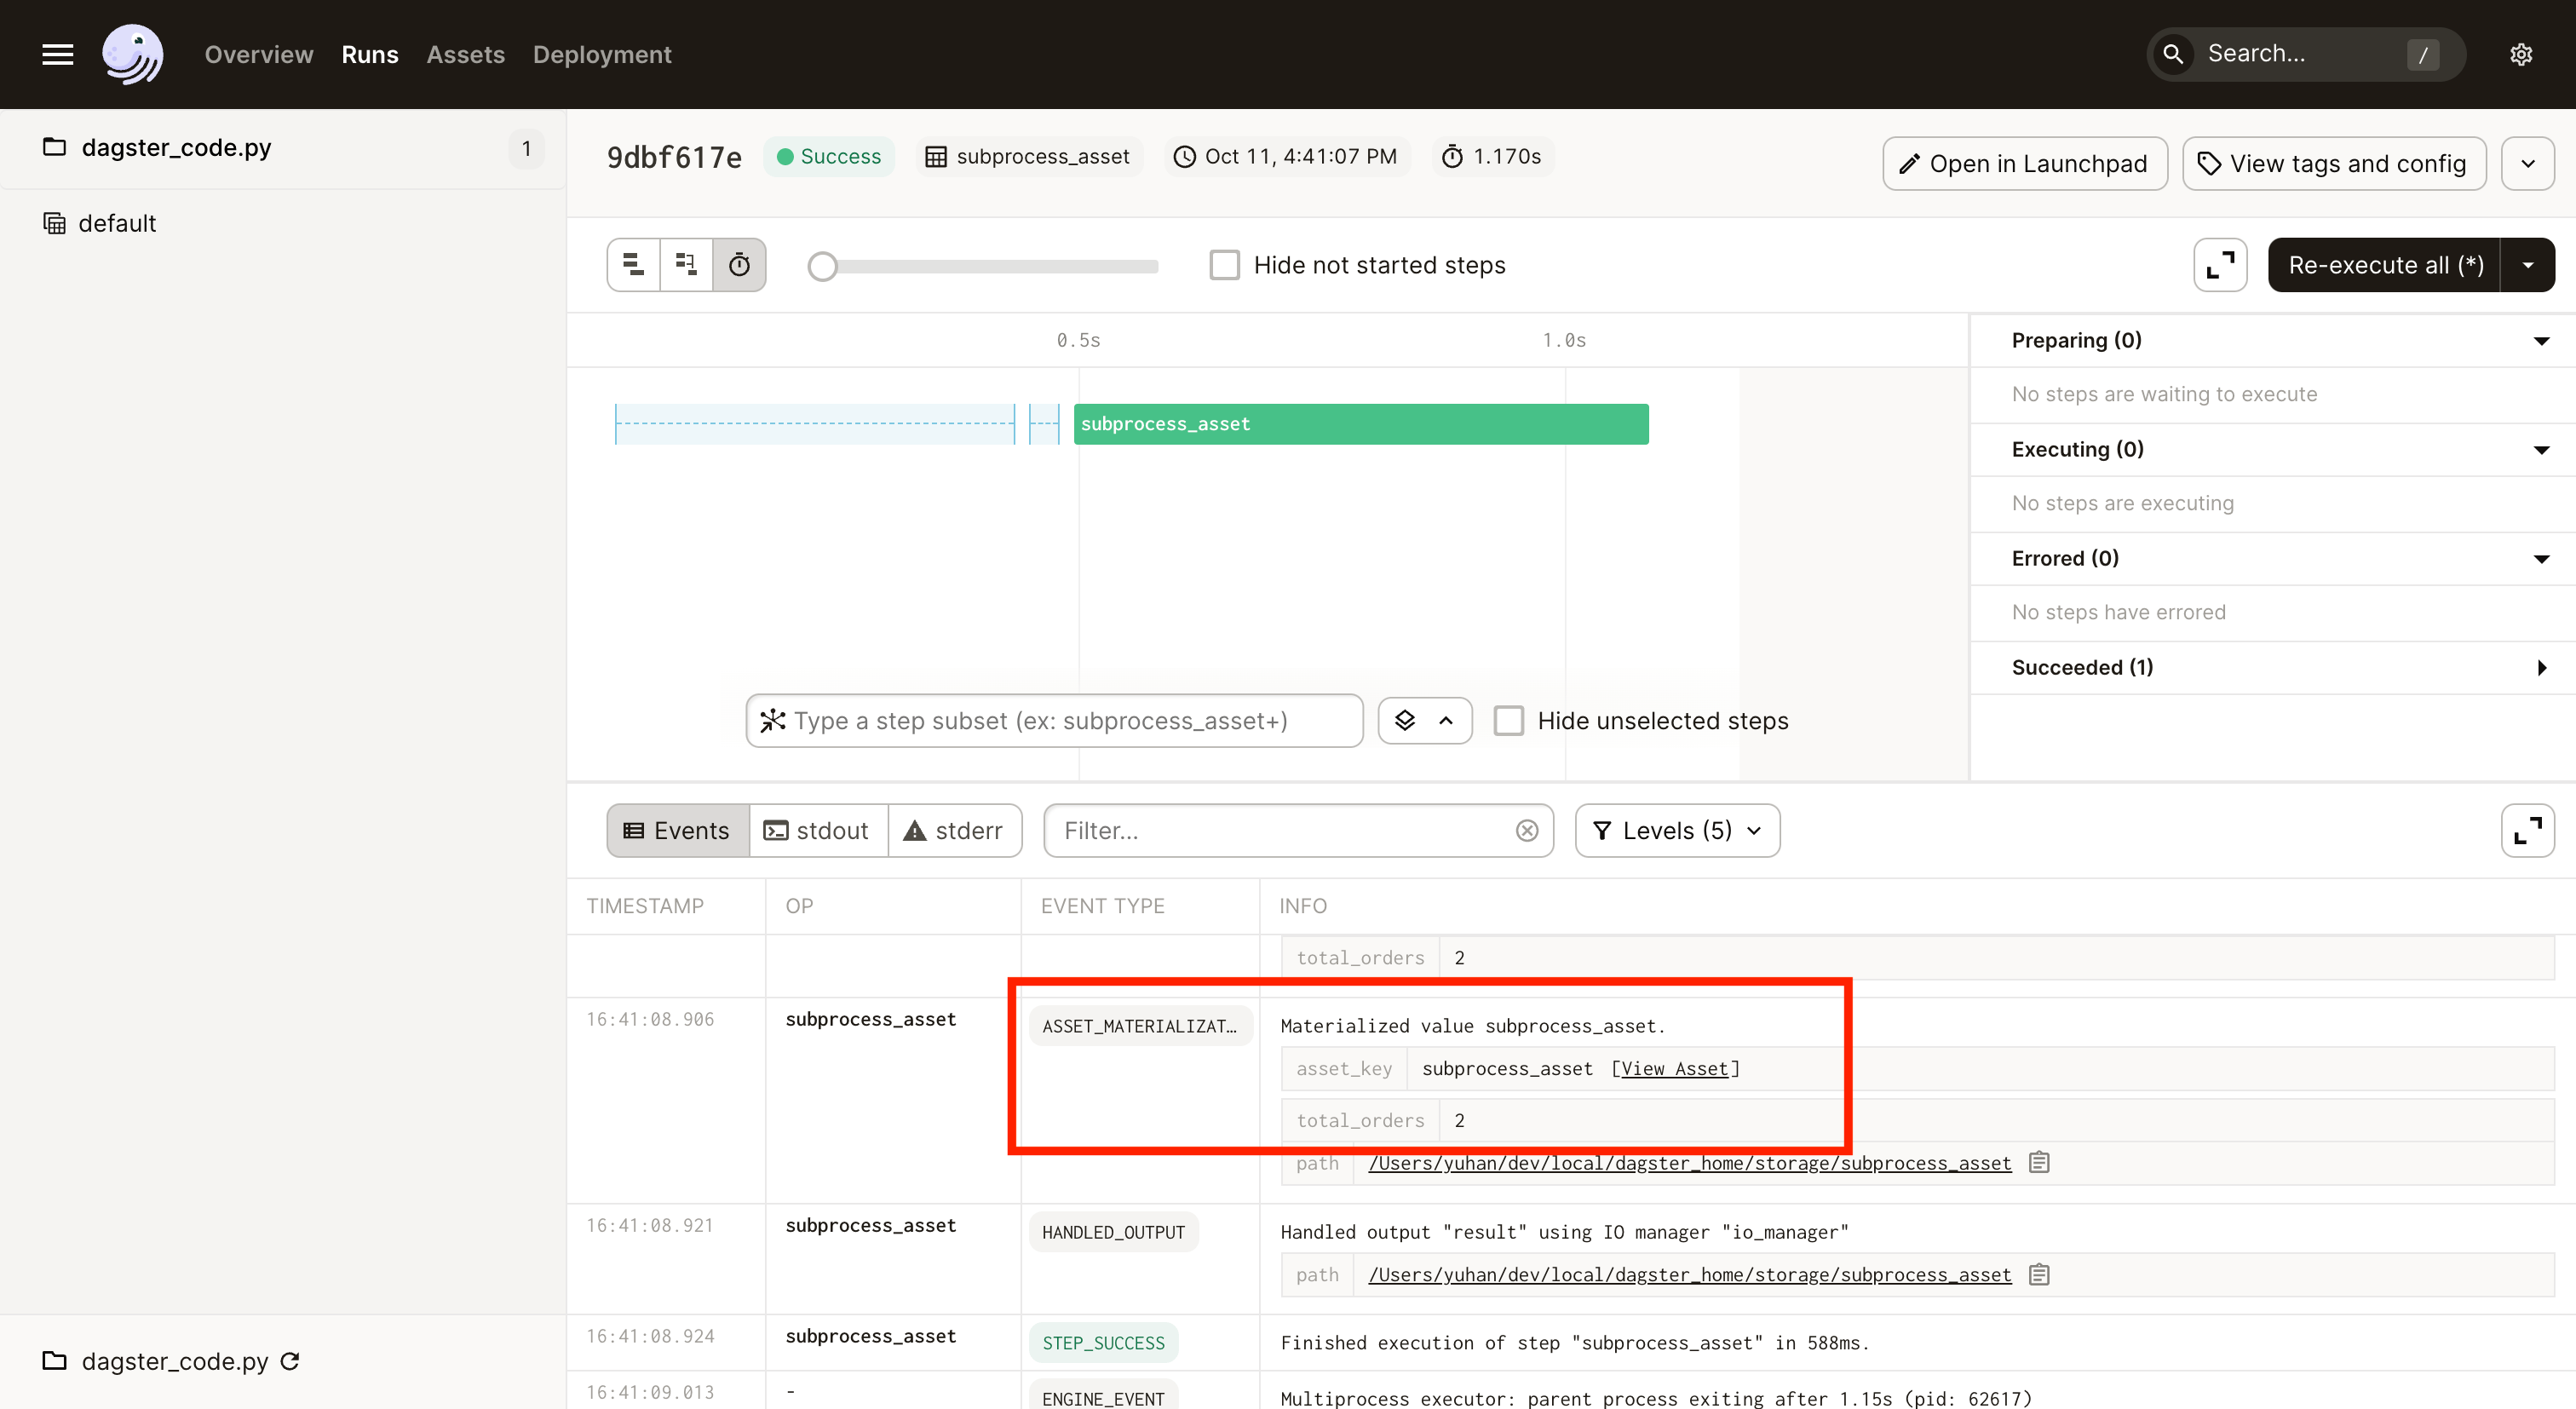 Overview Runs Assets Deployment Search... /
dagster_code.py 1
default
9dbf617e Success subprocess_asset Oct 11, 4:41:07 PM 1.170s Open in Launchpad View tags and config
Hide not started steps Re-execute all (*)
0.5s 1.0s
subprocess_asset
Preparing (0)
No steps are waiting to execute
Executing (0)
No steps are executing
Errored (0)
No steps have errored
Succeeded (1)
Type a step subset (ex: subprocess_asset+) Hide unselected steps
Events stdout stderr Filter... Levels (5)
TIMESTAMP OP EVENT TYPE INFO
total_orders 2
16:41:08.906 subprocess_asset ASSET_MATERIALIZAT… Materialized value subprocess_asset.
asset_key subprocess_asset [View Asset]
total_orders 2
path /Users/yuhan/dev/local/dagster_home/storage/subprocess_asset
16:41:08.921 subprocess_asset HANDLED_OUTPUT Handled output "result" using IO manager "io_manager"
path /Users/yuhan/dev/local/dagster_home/storage/subprocess_asset
16:41:08.924 subprocess_asset STEP_SUCCESS Finished execution of step "subprocess_asset" in 588ms.
dagster_code.py
16:41:09.013 - ENGINE_EVENT Multiprocess executor: parent process exiting after 1.15s (pid: 62617)